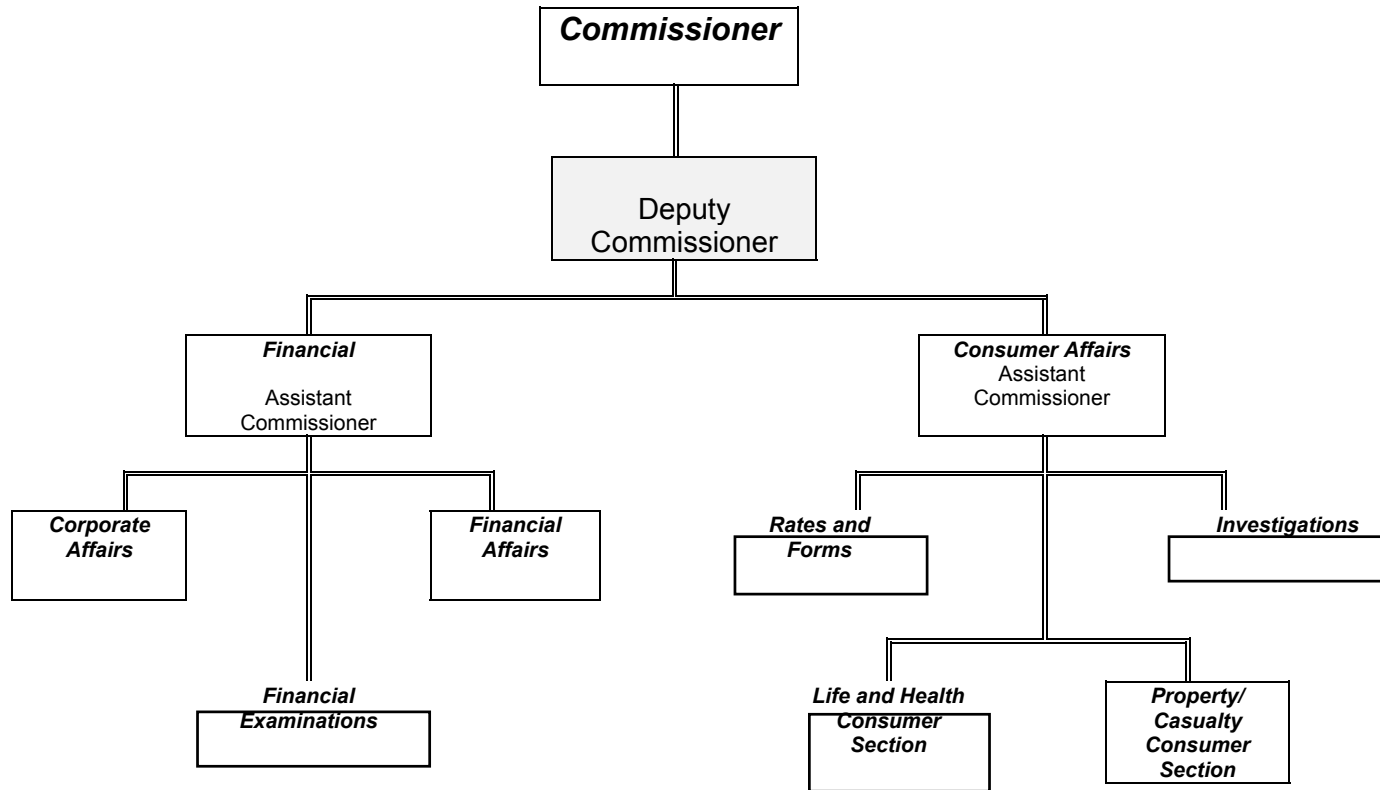 Commissioner
Deputy
Commissioner
Financial
Assistant
Commissioner
Consumer Affairs
Assistant
Commissioner
Corporate
Affairs
Financial
Affairs
Rates and
Forms
Investigations
Financial
Examinations
Life and Health
Consumer
Section
Property/
Casualty
Consumer
Section